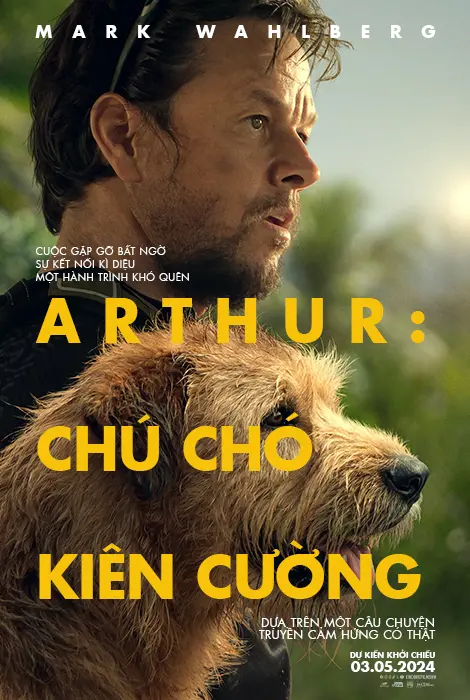 MARK WAHLBERG
CUỘC GẶP GỠ BẤT NGỜ
SỰ KẾT NỐI KÌ DIỆU
MỘT HÀNH TRÌNH KHÓ QUÊN
ARTHUR:
CHÚ CHÓ
KIÊN CƯỜNG
DỰA TRÊN MỘT CÂU CHUYỆN
TRUYỀN CẢM HỨNG CÓ THẬT
DỰ KIẾN KHỞI CHIẾU
03.05.2024